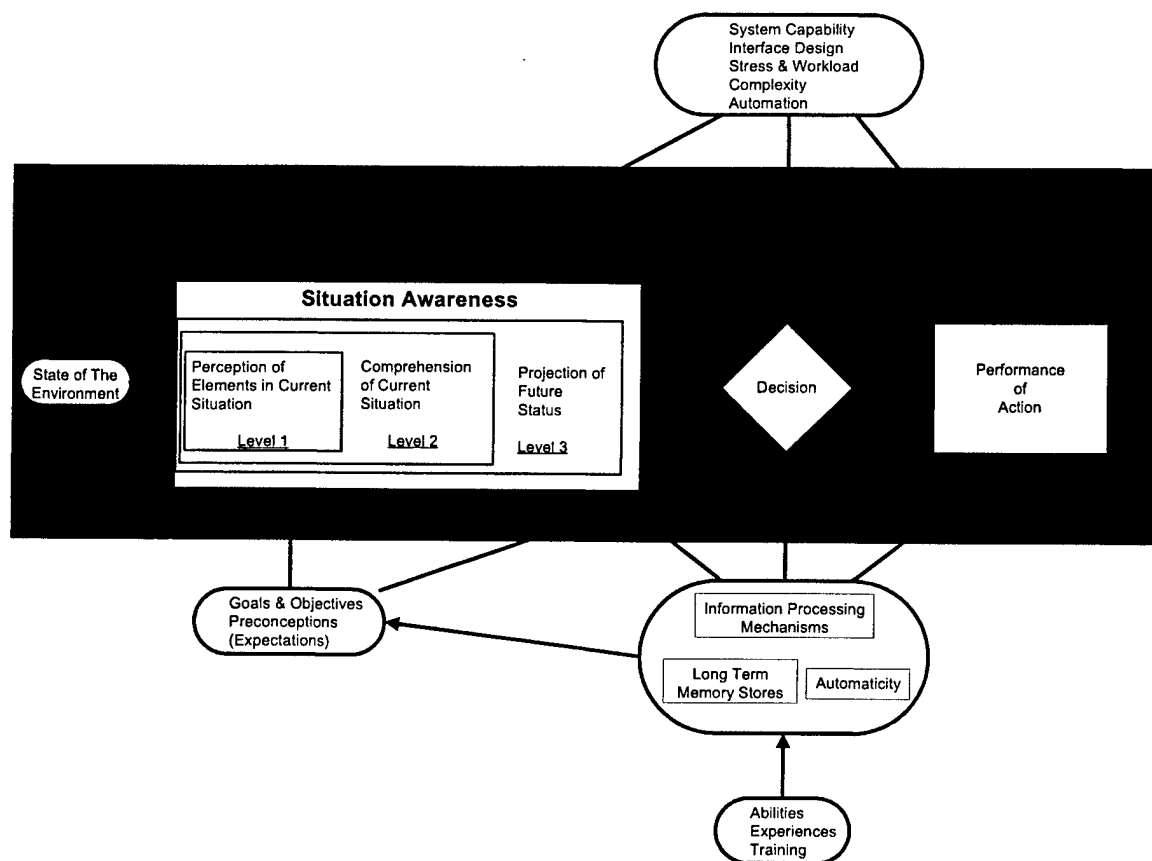 System Capability
Interface Design
Stress & Workload
Complexity
Automation
Situation Awareness
State of The
Environment
Perception of
Elements in Current
Situation
Level 1
Comprehension
of Current
Situation
Level 2
Projection of
Future
Status
Level 3
Decision
Performance
of
Action
Goals & Objectives
Preconceptions
(Expectations)
Information Processing
Mechanisms
Long Term
Memory Stores
Automaticity
Abilities
Experiences
Training